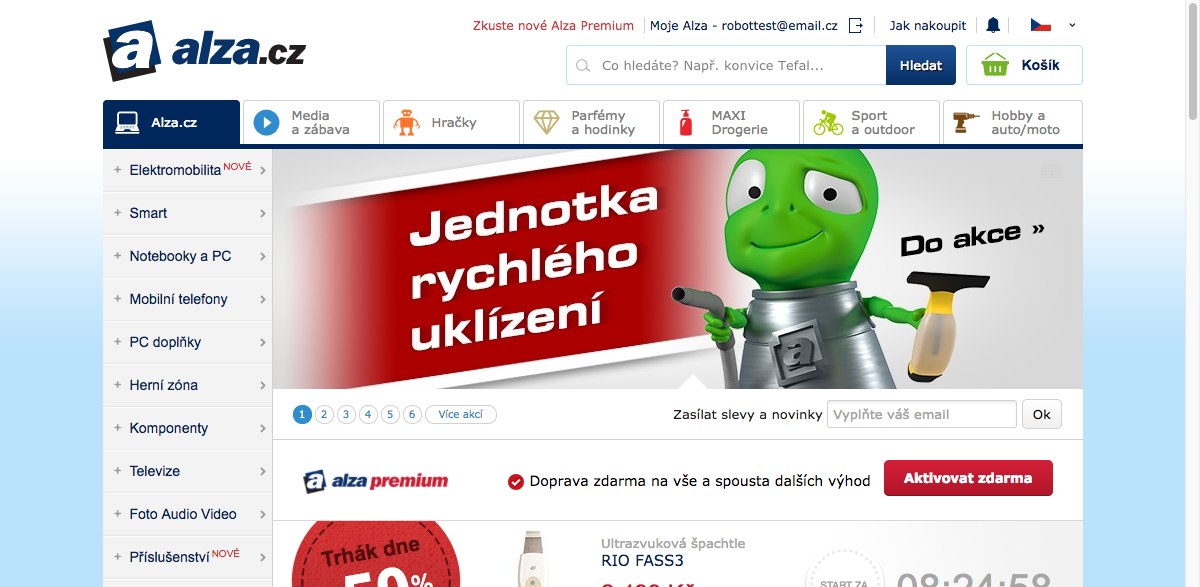 Zkuste nové Alza Premium
Moje Alza - robottest@email.cz
Jak nakoupit
alza.cz
Co hledáte? Např. konvice Tefal...
Hledat
Košík
Alza.cz
Media
a zábava
Hračky
Parfémy
a hodinky
MAXI
Drogerie
Sport
a outdoor
Hobby a
auto/moto
+ Elektromobilita NOVÉ
+ Smart
+ Notebooky a PC
+ Mobilní telefony
+ PC doplňky
+ Herní zóna
+ Komponenty
+ Televize
+ Foto Audio Video
+ Příslušenství NOVÉ
Jednotka
rychlého
uklízení
Do akce »
1 2 3 4 5 6 Více akcí
Zasílat slevy a novinky
Vyplňte váš email
Ok
alza premium
Doprava zdarma na vše a spousta dalších výhod
Aktivovat zdarma
Trhák dne
Ultrazvuková špachtle
RIO FASS3
START ZA
08:24:58